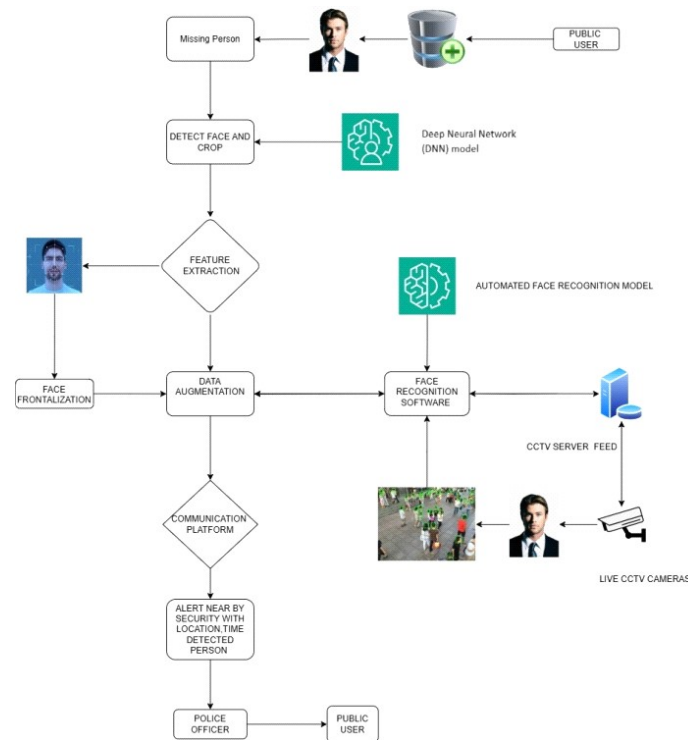 Missing Person
PUBLIC
USER
DETECT FACE AND
CROP
Deep Neural Network
(DNN) model
FEATURE
EXTRACTION
AUTOMATED FACE RECOGNITION MODEL
FACE
FRONTALIZATION
DATA
AUGMENTATION
FACE
RECOGNITION
SOFTWARE
CCTV SERVER FEED
COMMUNICATION
PLATFORM
LIVE CCTV CAMERAS
ALERT NEAR BY
SECURITY WITH
LOCATION,TIME
DETECTED
PERSON
POLICE
OFFICER
PUBLIC
USER